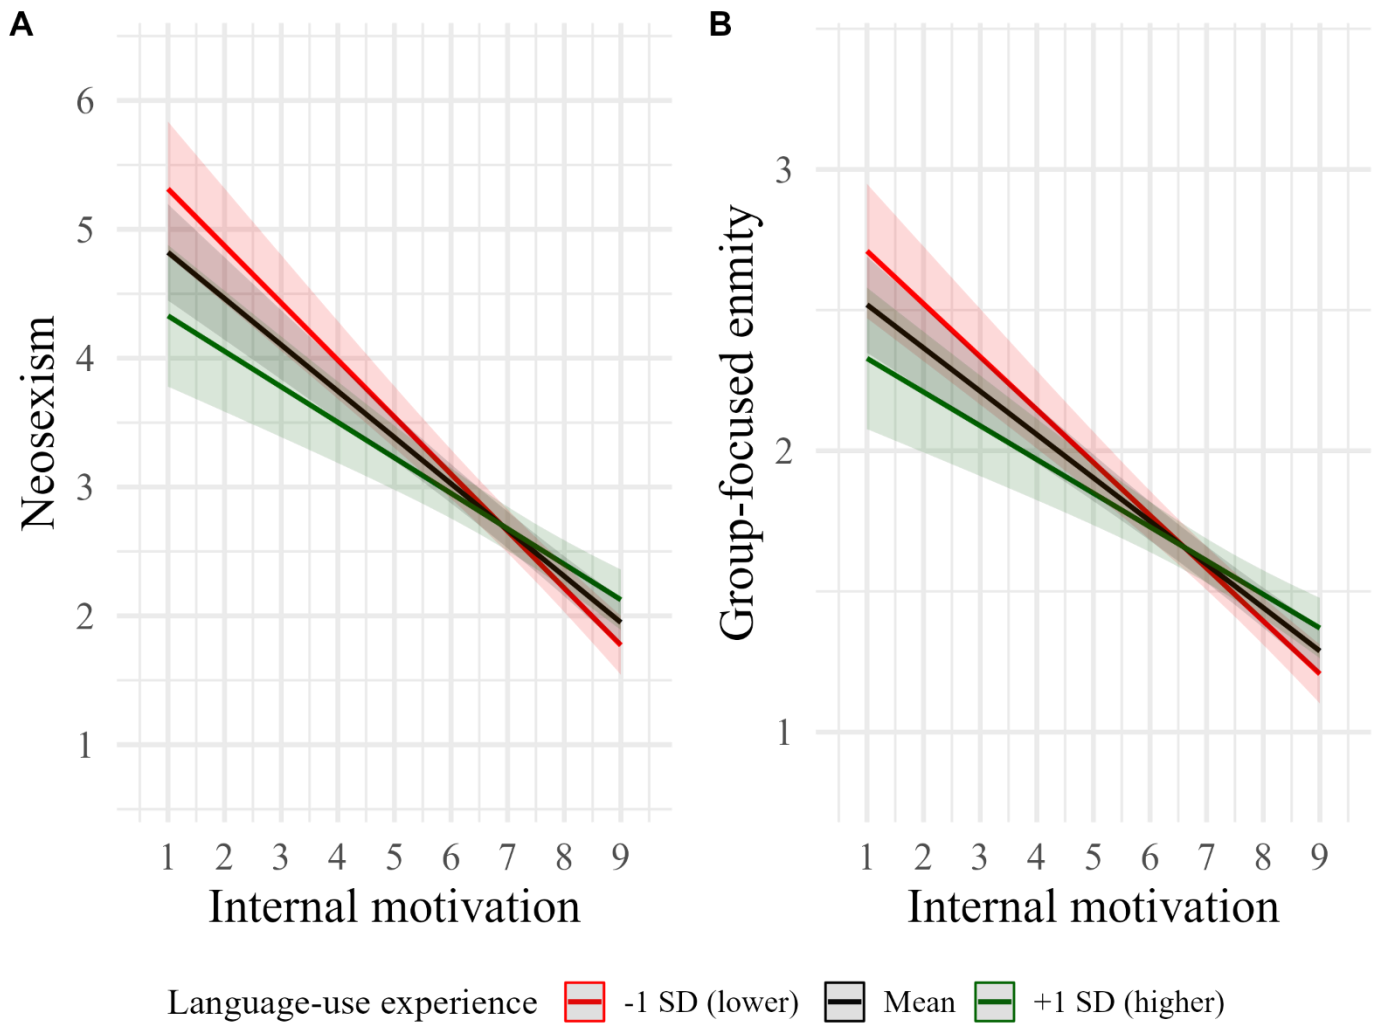 A
Neosexism
6
5
4
3
2
1
1 2 3 4 5 6 7 8 9
Internal motivation
B
Group-focused enmity
3
2
1
1 2 3 4 5 6 7 8 9
Internal motivation
Language-use experience -1 SD (lower) Mean +1 SD (higher)